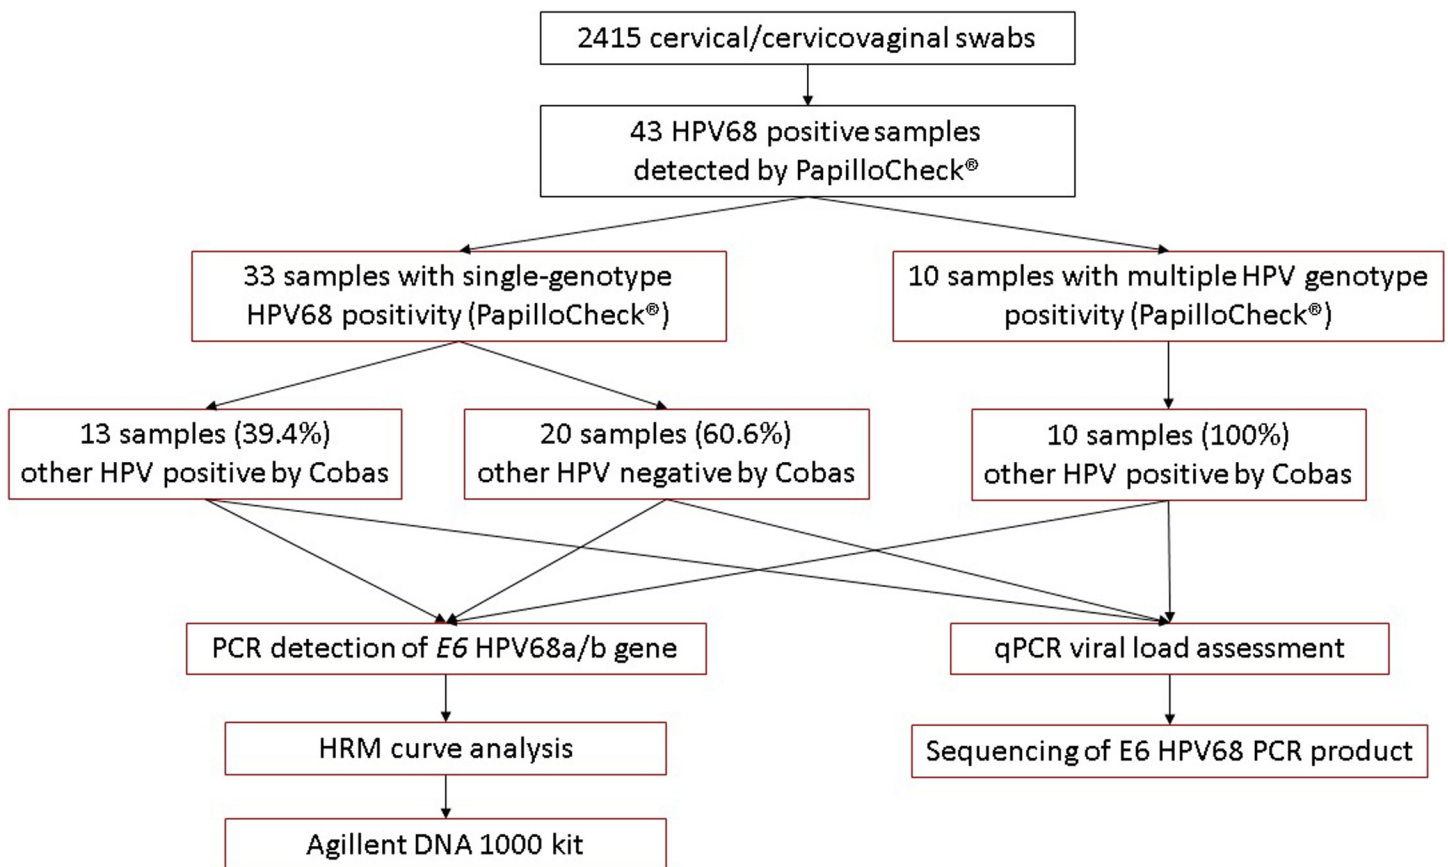 2415 cervical/cervicovaginal swabs
43 HPV68 positive samples
detected by PapilloCheck®
33 samples with single-genotype
HPV68 positivity (PapilloCheck®)
10 samples with multiple HPV genotype
positivity (PapilloCheck®)
13 samples (39.4%)
other HPV positive by Cobas
20 samples (60.6%)
other HPV negative by Cobas
10 samples (100%)
other HPV positive by Cobas
PCR detection of E6 HPV68a/b gene
qPCR viral load assessment
HRM curve analysis
Sequencing of E6 HPV68 PCR product
Agillent DNA 1000 kit